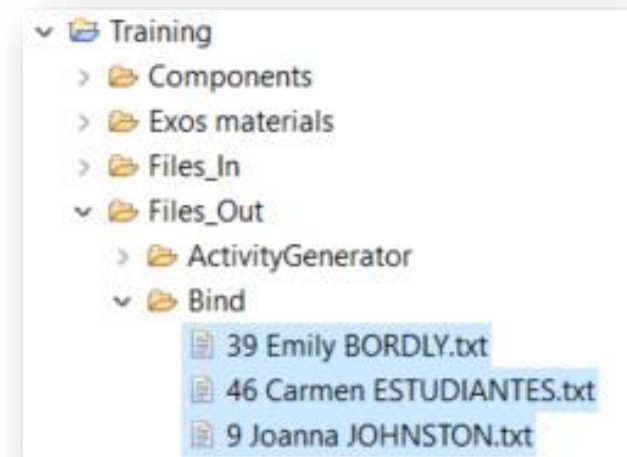 Training
Components
Exos materials
Files_In
Files_Out
ActivityGenerator
Bind
39 Emily BORDLY.txt
46 Carmen ESTUDIANTES.txt
9 Joanna JOHNSTON.txt